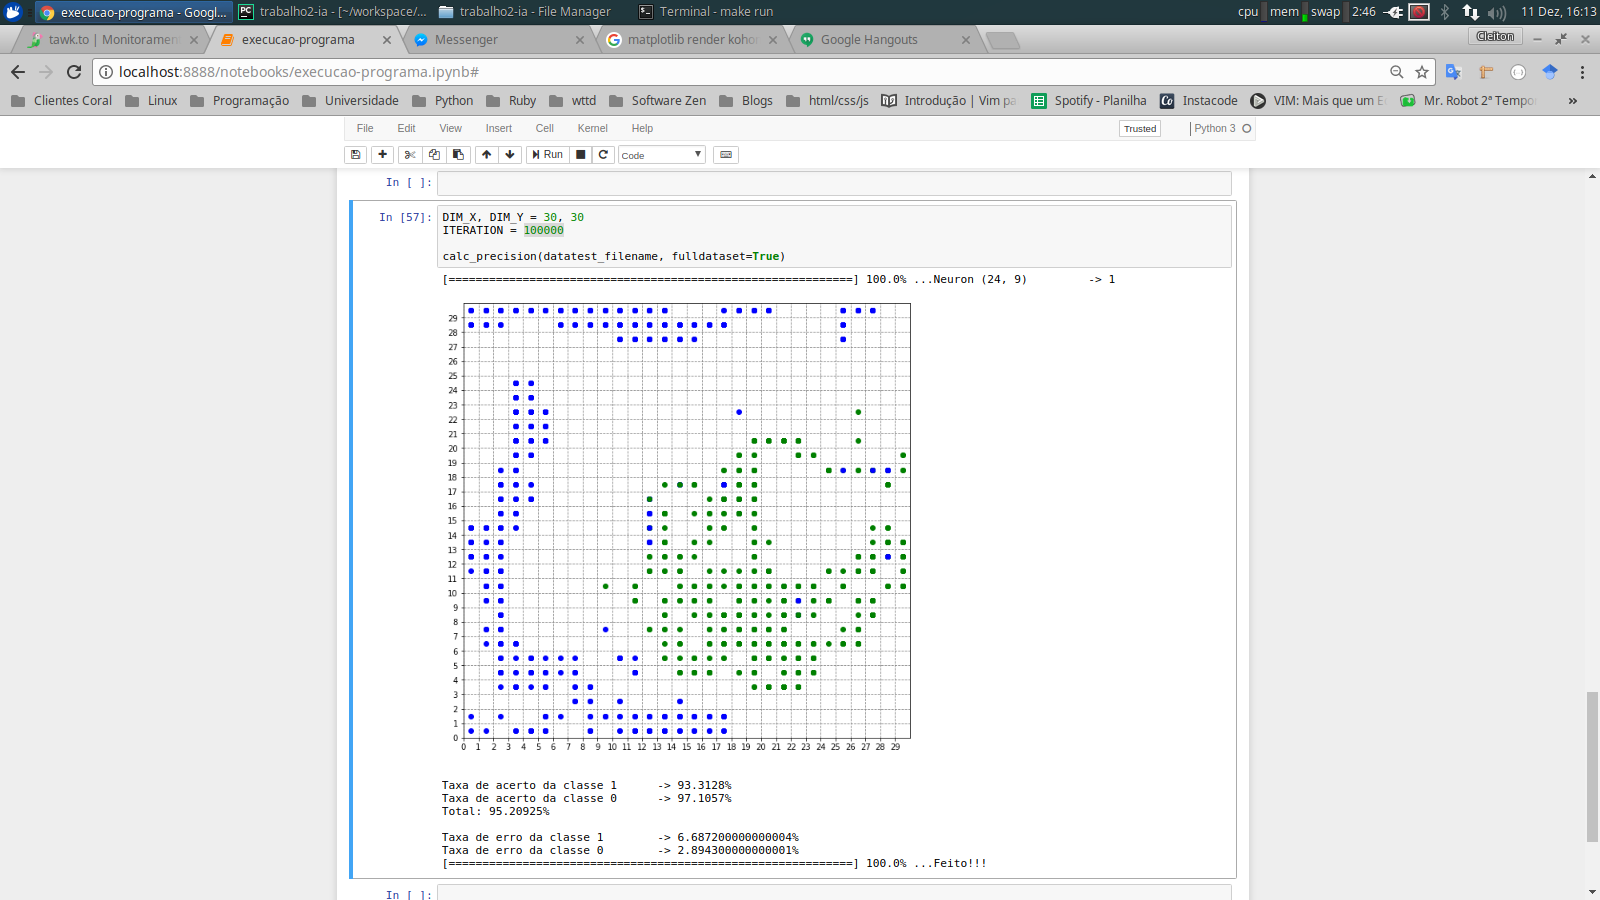 execucao-programa - Googl... trabalho2-ia - [~/workspace/... trabalho2-ia - File Manager Terminal - make run cpu mem swap 2:46 11 Dez, 16:13
tawk.to | Monitoramen execucao-programa Messenger matplotlib render kohon Google Hangouts Cleiton
localhost:8888/notebooks/execucao-programa.ipynb#
Clientes Coral Linux Programação Universidade Python Ruby wttd Software Zen Blogs html/css/js Introdução | Vim pa Spotify - Planilha Instacode VIM: Mais que um E Mr. Robot 2ª Tempo »
File Edit View Insert Cell Kernel Help Trusted Python 3
Run Code
In [ ]:
In [57]: DIM_X, DIM_Y = 30, 30
ITERATION = 100000
calc_precision(datatest_filename, fulldataset=True)
[============================================================] 100.0% ...Neuron (24, 9) -> 1
29
28
27
26
25
24
23
22
21
20
19
18
17
16
15
14
13
12
11
10
9
8
7
6
5
4
3
2
1
0
0 1 2 3 4 5 6 7 8 9 10 11 12 13 14 15 16 17 18 19 20 21 22 23 24 25 26 27 28 29
Taxa de acerto da classe 1 -> 93.3128%
Taxa de acerto da classe 0 -> 97.1057%
Total: 95.20925%
Taxa de erro da classe 1 -> 6.687200000000004%
Taxa de erro da classe 0 -> 2.894300000000001%
[============================================================] 100.0% ...Feito!!!
In [ ]: